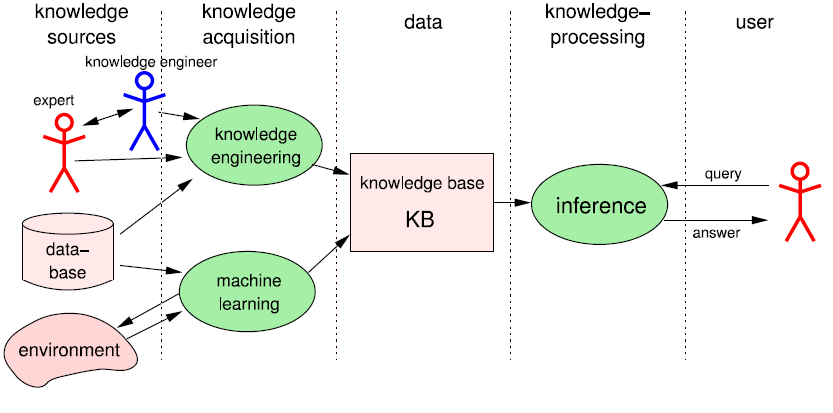 knowledge
sources
knowledge
acquisition
data
knowledge–
processing
user
knowledge engineer
expert
knowledge
engineering
knowledge base
KB
inference
query
answer
data–
base
machine
learning
environment